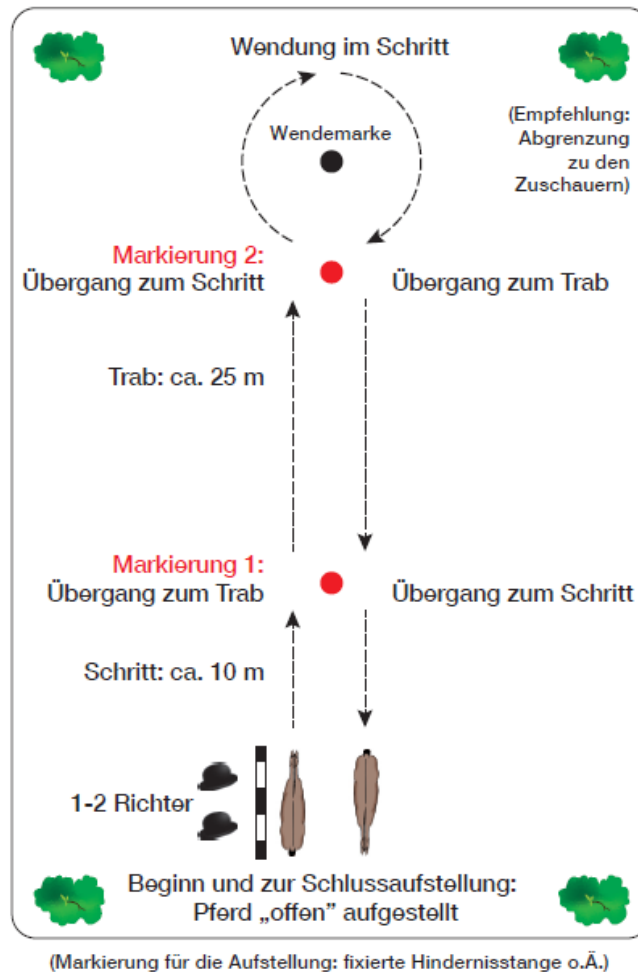 Wendung im Schritt
Wendemarke
(Empfehlung:
Abgrenzung
zu den
Zuschauern)
Markierung 2:
Übergang zum Schritt
Übergang zum Trab
Trab: ca. 25 m
Markierung 1:
Übergang zum Trab
Übergang zum Schritt
Schritt: ca. 10 m
1-2 Richter
Beginn und zur Schlussaufstellung:
Pferd „offen” aufgestellt
(Markierung für die Aufstellung: fixierte Hindernisstange o.Ä.)